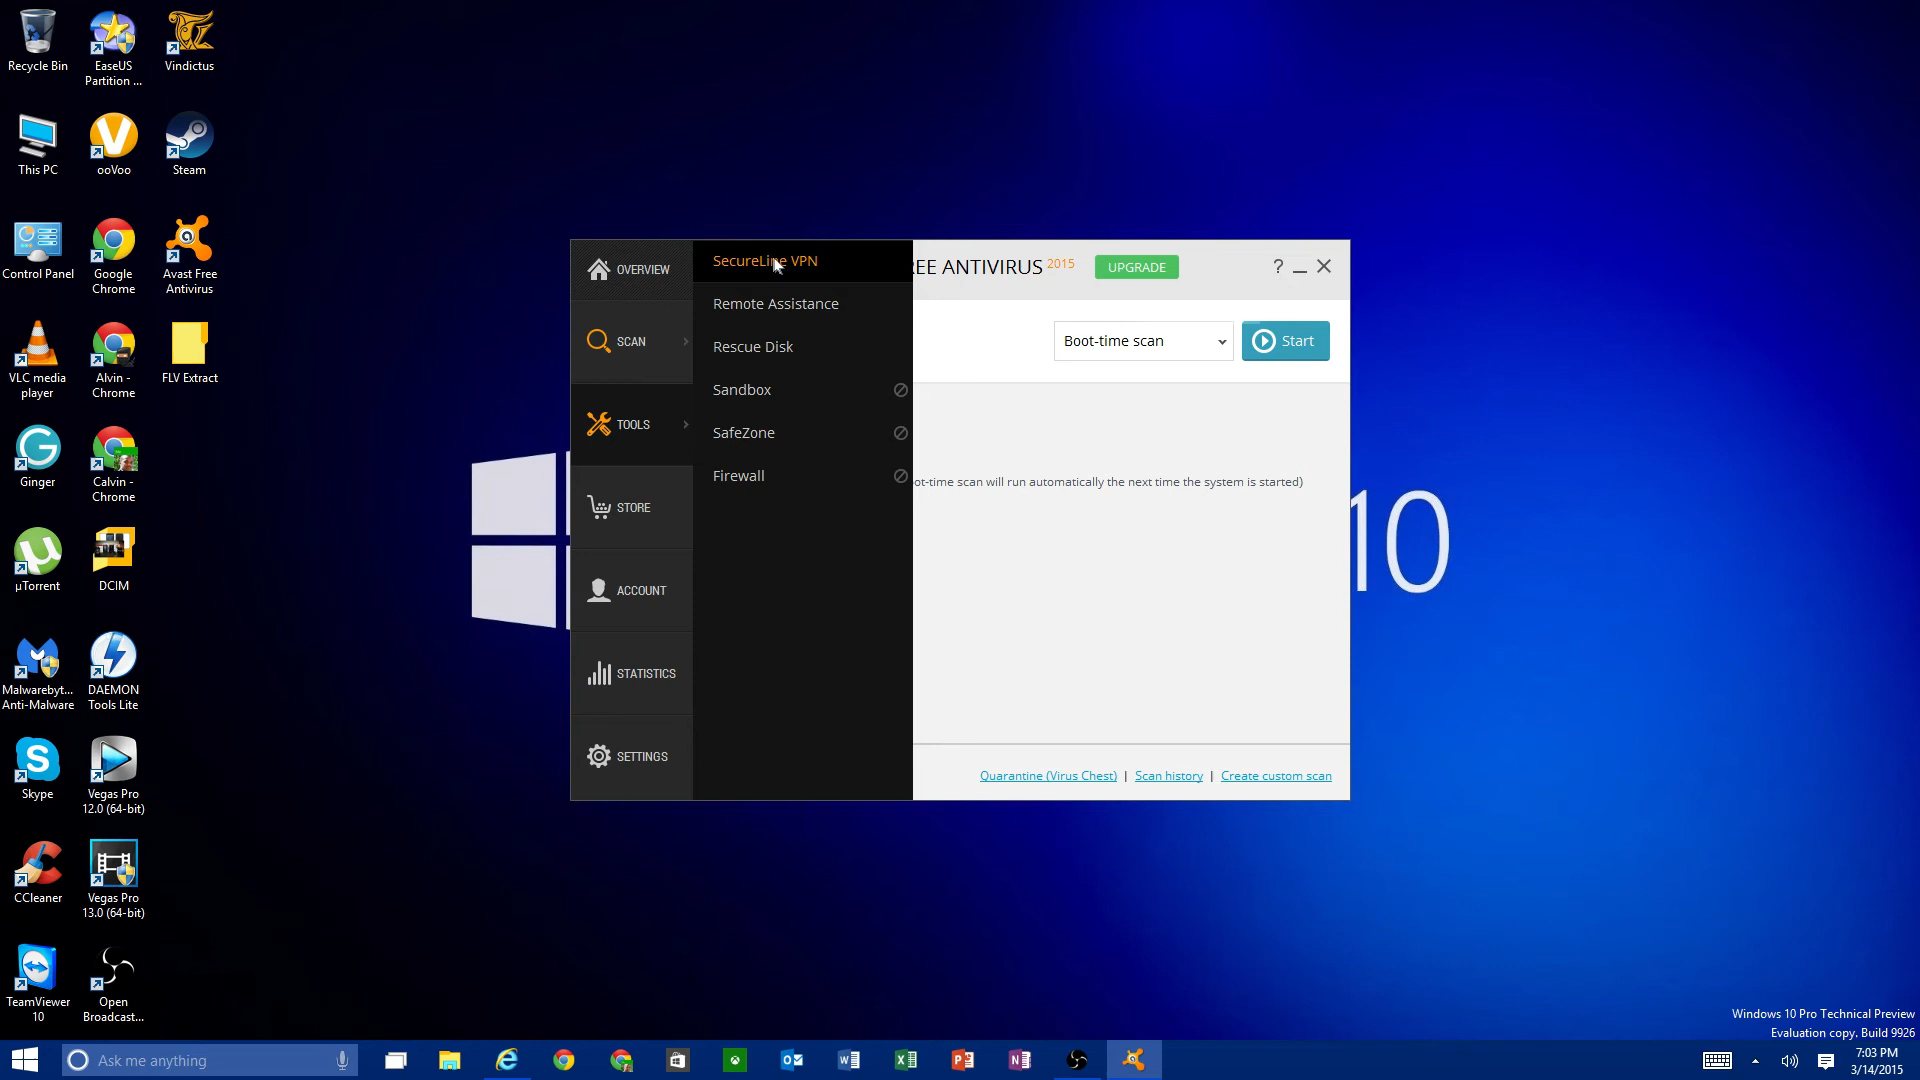 Recycle Bin
EaseUS
Partition ...
Vindictus
This PC
ooVoo
Steam
Control Panel
Google
Chrome
Avast Free
Antivirus
VLC media
player
Alvin -
Chrome
FLV Extract
Ginger
Calvin -
Chrome
µTorrent
DCIM
Malwarebyt...
Anti-Malware
DAEMON
Tools Lite
Skype
Vegas Pro
12.0 (64-bit)
CCleaner
Vegas Pro
13.0 (64-bit)
TeamViewer
10
Open
Broadcast...
OVERVIEW
SCAN
TOOLS
STORE
ACCOUNT
STATISTICS
SETTINGS
SecureLine VPN
Remote Assistance
Rescue Disk
Sandbox
SafeZone
Firewall
REE ANTIVIRUS 2015
UPGRADE
?
Boot-time scan
Start
ot-time scan will run automatically the next time the system is started)
Quarantine (Virus Chest) | Scan history | Create custom scan
10
Windows 10 Pro Technical Preview
Evaluation copy. Build 9926
Ask me anything
7:03 PM
3/14/2015